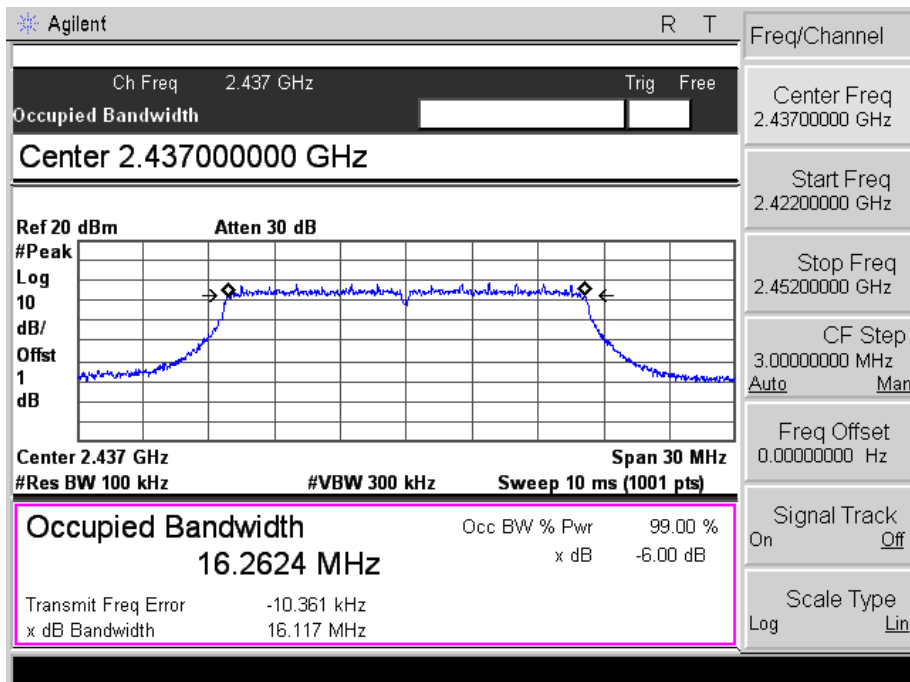 Agilent
R T
Ch Freq 2.437 GHz Trig Free
Occupied Bandwidth
Center 2.437000000 GHz
Ref 20 dBm Atten 30 dB
#Peak
Log
10
dB/
Offst
1
dB
Center 2.437 GHz Span 30 MHz
#Res BW 100 kHz #VBW 300 kHz Sweep 10 ms (1001 pts)
Occupied Bandwidth
16.2624 MHz
Occ BW % Pwr 99.00 %
x dB -6.00 dB
Transmit Freq Error -10.361 kHz
x dB Bandwidth 16.117 MHz
Freq/Channel
Center Freq
2.43700000 GHz
Start Freq
2.42200000 GHz
Stop Freq
2.45200000 GHz
CF Step
3.00000000 MHz
Auto Man
Freq Offset
0.00000000 Hz
Signal Track
On Off
Scale Type
Log Lin